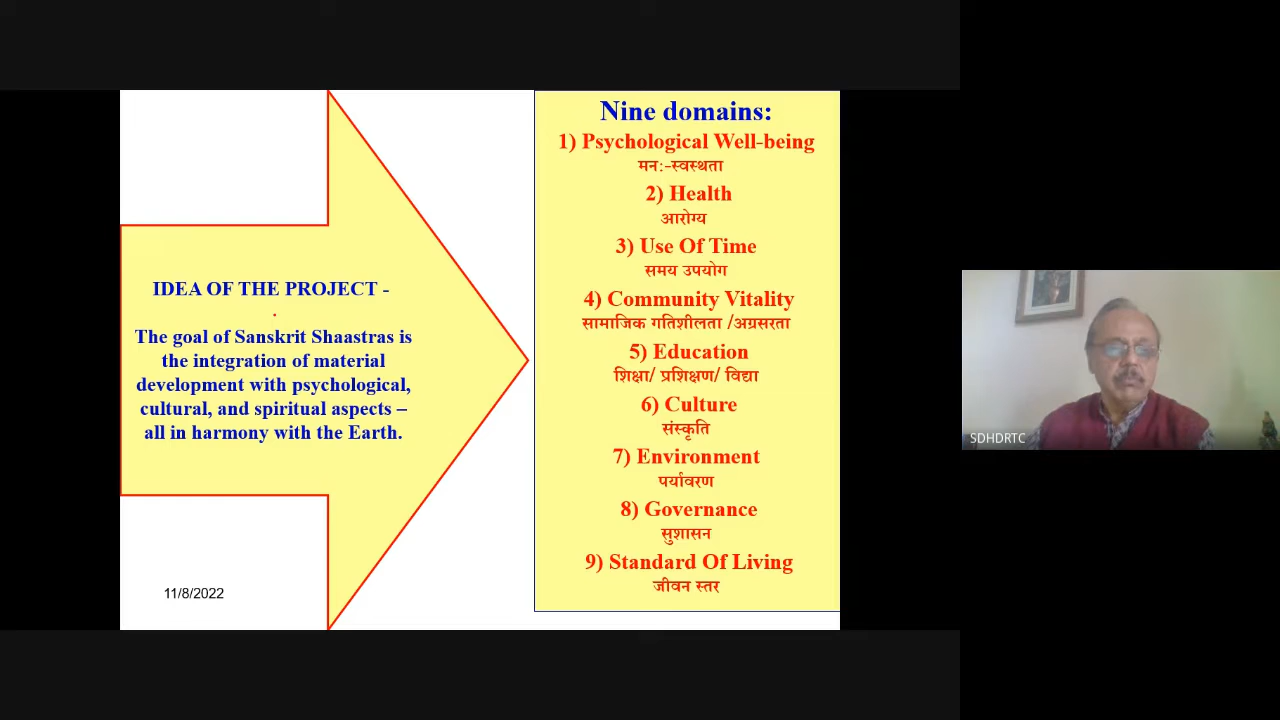 IDEA OF THE PROJECT -
The goal of Sanskrit Shaastras is
the integration of material
development with psychological,
cultural, and spiritual aspects –
all in harmony with the Earth.
11/8/2022
Nine domains:
1) Psychological Well-being
मन:-स्वस्थता
2) Health
आरोग्य
3) Use Of Time
समय उपयोग
4) Community Vitality
सामाजिक गतिशीलता /अग्रसरता
5) Education
शिक्षा/ प्रशिक्षण/ विद्या
6) Culture
संस्कृति
7) Environment
पर्यावरण
8) Governance
सुशासन
9) Standard Of Living
जीवन स्तर
SDHDRTC